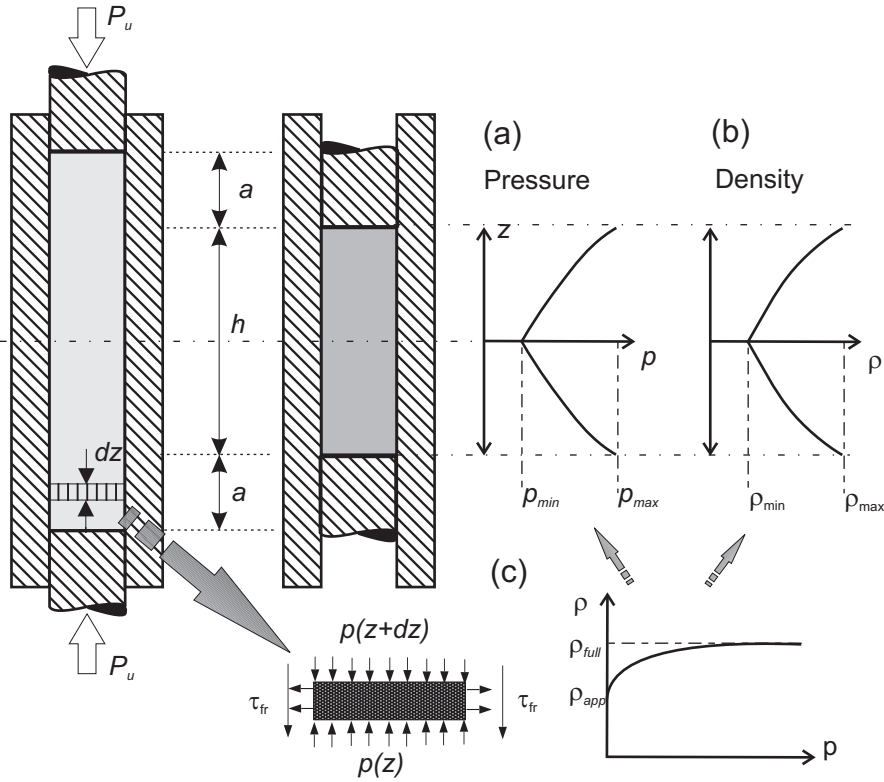 P_u
(a)
(b)
Pressure
Density
a
z
h
p
ρ
dz
a
p_min
p_max
ρ_min
ρ_max
(c)
ρ
p(z+dz)
ρ_full
P_u
τ_fr
τ_fr
ρ_app
p(z)
p